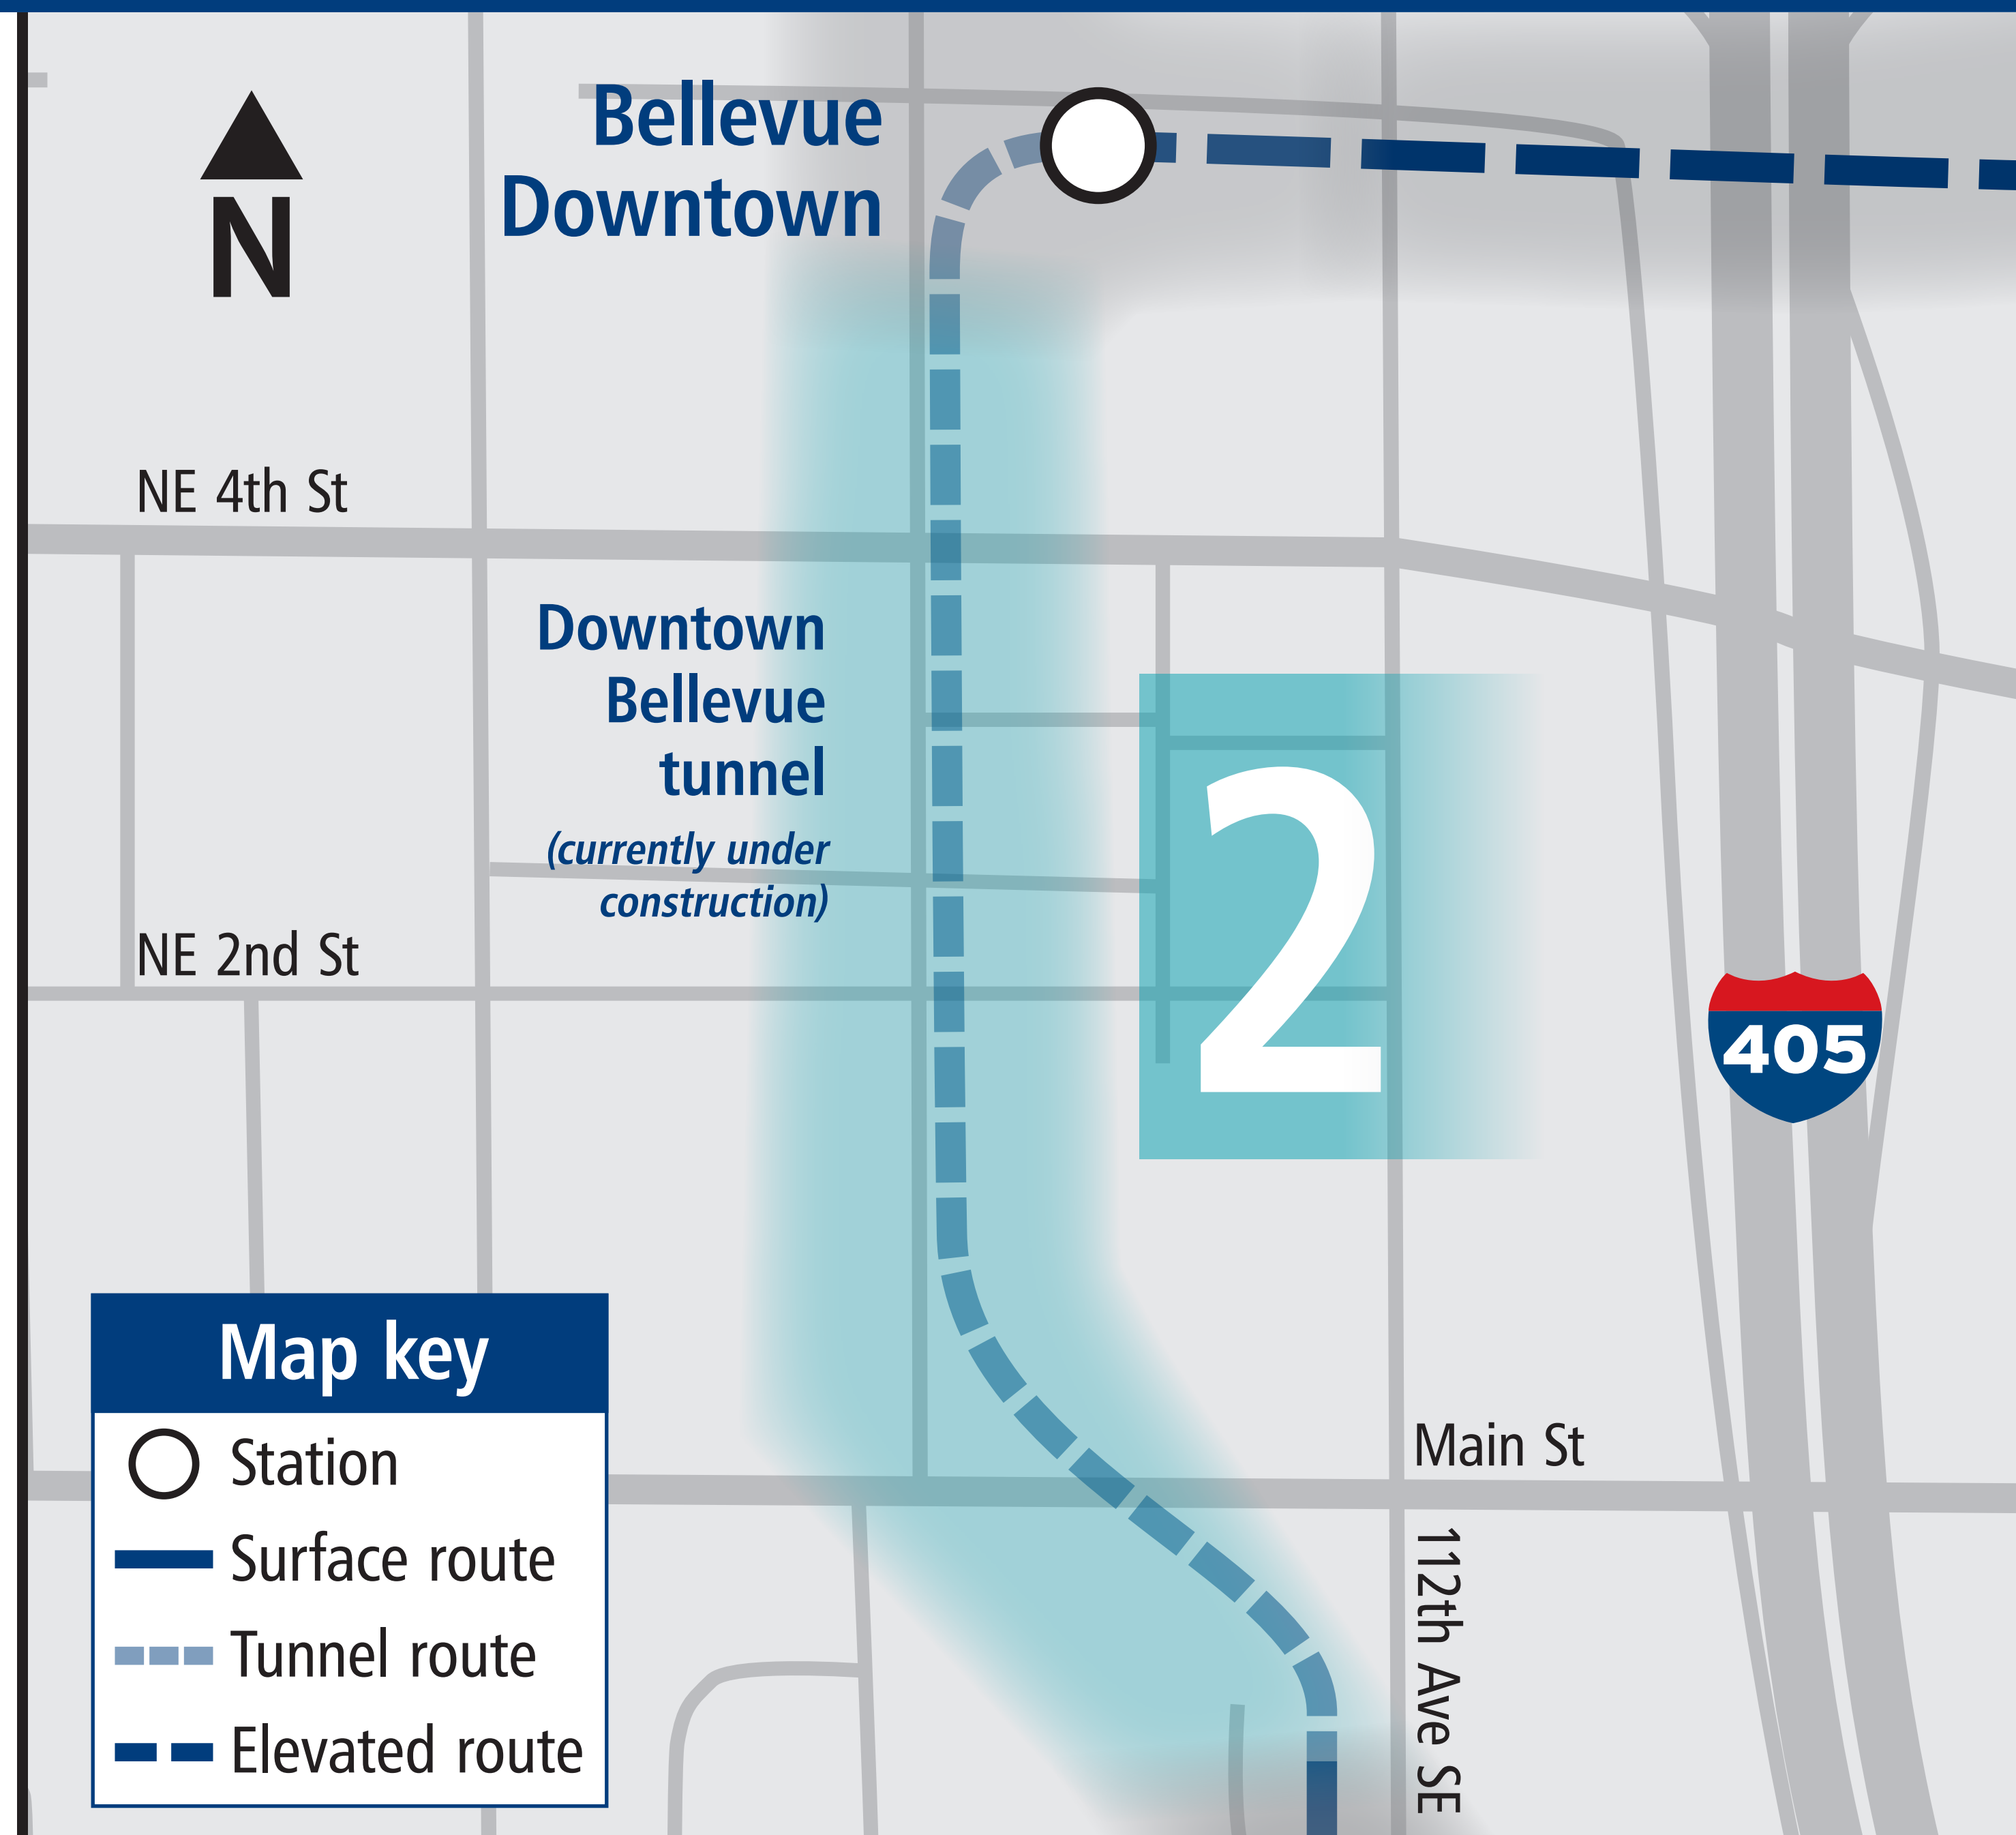 Bellevue
Downtown
N
NE 4th St
Downtown
Bellevue
tunnel
(currently under
construction)
2
NE 2nd St
405
Map key
Station
Surface route
Tunnel route
Elevated route
Main St
112th Ave SE